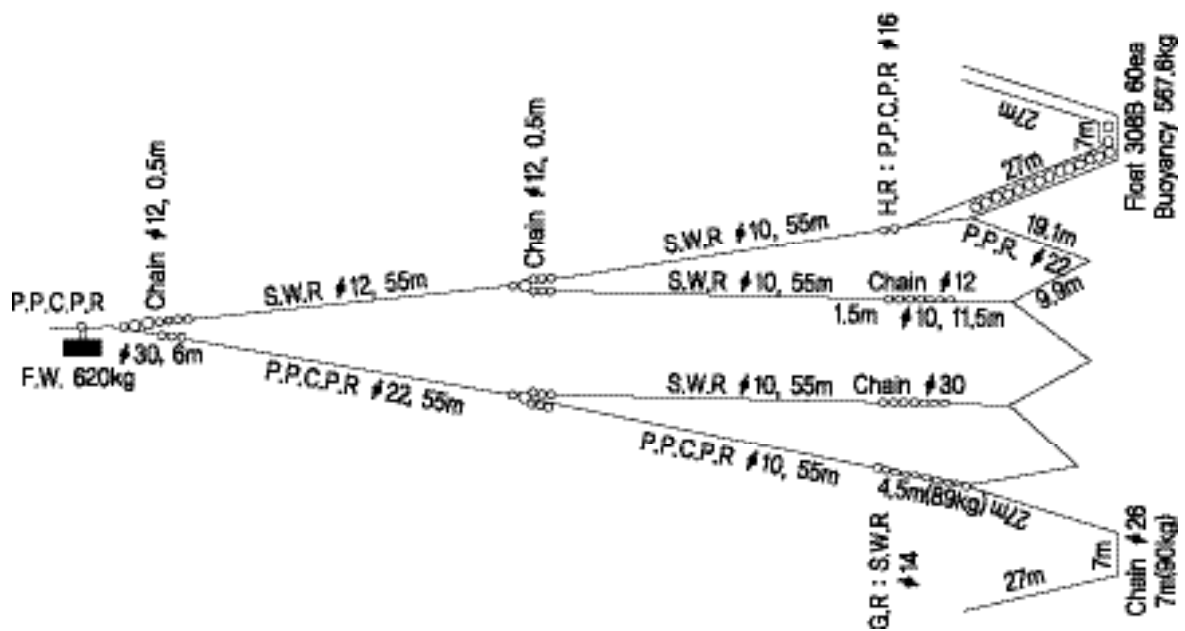 P.P.C.P.R
F.W. 620kg
Chain ϕ12, 0.5m
ϕ30, 6m
S.W.R ϕ12, 55m
P.P.C.P.R ϕ22, 55m
Chain ϕ12, 0.5m
S.W.R ϕ10, 55m
S.W.R ϕ10, 55m
S.W.R ϕ10, 55m
P.P.C.P.R ϕ10, 55m
H.R : P.P.C.P.R ϕ16
Chain ϕ12
1.5m
ϕ10, 11.5m
Chain ϕ30
4.5m(89kg)
27m
G.R : S.W.R
ϕ14
27m
7m
27m
19.1m
P.P.R. ϕ22
9.9m
Float 308B 60ea
Buoyancy 567.6kg
7m
27m
Chain ϕ26
7m(90kg)